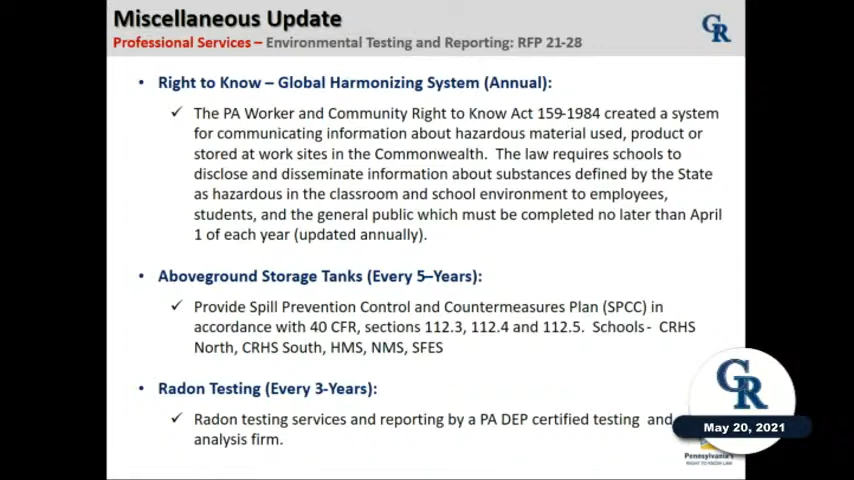 Miscellaneous Update
Professional Services – Environmental Testing and Reporting: RFP 21-28
CR
• Right to Know – Global Harmonizing System (Annual):
✓ The PA Worker and Community Right to Know Act 159-1984 created a system
for communicating information about hazardous material used, product or
stored at work sites in the Commonwealth. The law requires schools to
disclose and disseminate information about substances defined by the State
as hazardous in the classroom and school environment to employees,
students, and the general public which must be completed no later than April
1 of each year (updated annually).
• Aboveground Storage Tanks (Every 5–Years):
✓ Provide Spill Prevention Control and Countermeasures Plan (SPCC) in
accordance with 40 CFR, sections 112.3, 112.4 and 112.5. Schools - CRHS
North, CRHS South, HMS, NMS, SFES
• Radon Testing (Every 3-Years):
✓ Radon testing services and reporting by a PA DEP certified testing and
analysis firm.
CR
May 20, 2021
Pennsylvania's
RIGHT TO KNOW LAW